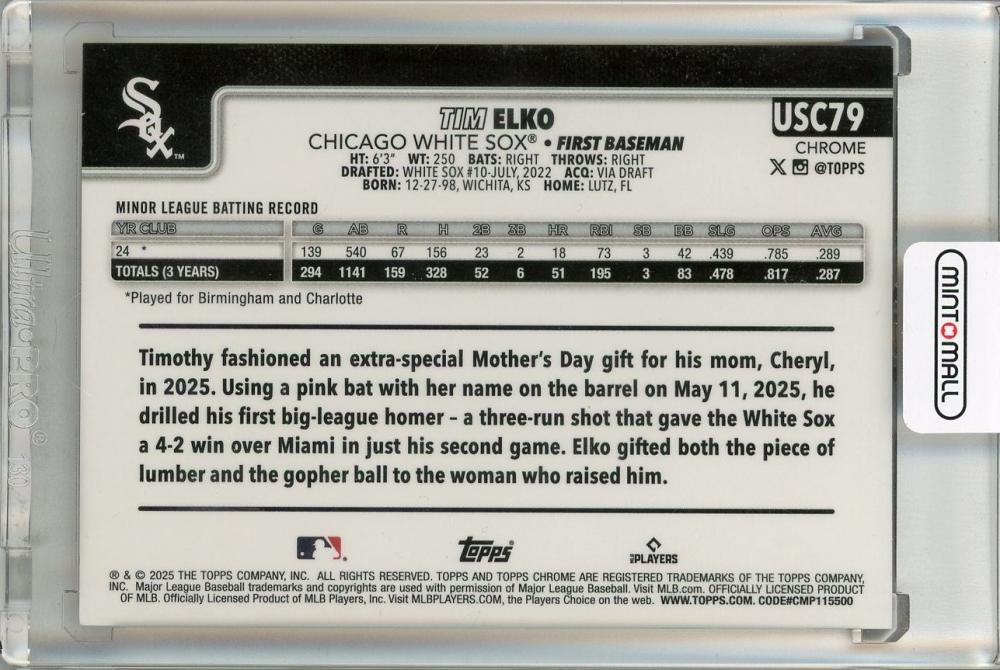 Sox™
TIM ELKO
USC79
CHICAGO WHITE SOX® • FIRST BASEMAN
CHROME
HT: 6'3" WT: 250 BATS: RIGHT THROWS: RIGHT
@TOPPS
DRAFTED: WHITE SOX #10-JULY, 2022 ACQ: VIA DRAFT
BORN: 12-27-98, WICHITA, KS HOME: LUTZ, FL
MINOR LEAGUE BATTING RECORD
YR CLUB G AB R H 2B 3B HR RBI SB BB SLG OPS AVG
24 * 139 540 67 156 23 2 18 73 3 42 .439 .785 .289
TOTALS (3 YEARS) 294 1141 159 328 52 6 51 195 3 83 .478 .817 .287
*Played for Birmingham and Charlotte
Timothy fashioned an extra-special Mother's Day gift for his mom, Cheryl,
in 2025. Using a pink bat with her name on the barrel on May 11, 2025, he
drilled his first big-league homer – a three-run shot that gave the White Sox
a 4-2 win over Miami in just his second game. Elko gifted both the piece of
lumber and the gopher ball to the woman who raised him.
Topps®
MLB PLAYERS
® & © 2025 THE TOPPS COMPANY, INC. ALL RIGHTS RESERVED. TOPPS AND TOPPS CHROME ARE REGISTERED TRADEMARKS OF THE TOPPS COMPANY,
INC. Major League Baseball trademarks and copyrights are used with permission of Major League Baseball. Visit MLB.com. OFFICIALLY LICENSED PRODUCT
OF MLB. Officially Licensed Product of MLB Players, Inc. Visit MLBPLAYERS.COM, the Players Choice on the web. WWW.TOPPS.COM. CODE#CMP115500
Ultra•PRO® 130
MINTOMALL